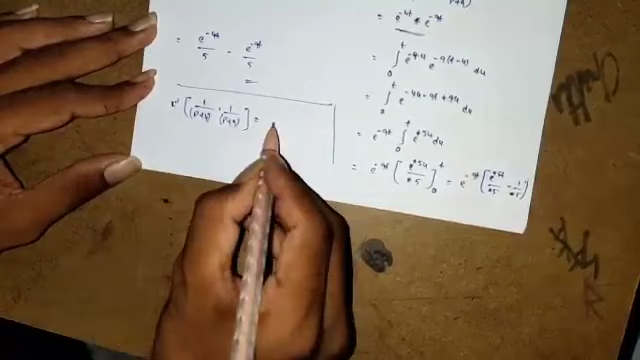 = e^{-4t}/5 - e^{-9t}/5
=
L^{-1} [ 1/(p+4) · 1/(p+9) ] =
= e^{-4t} * e^{-9t}
= ∫_0^t e^{-4u} e^{-9(t-u)} du
= ∫_0^t e^{-4u-9t+9u} du
= e^{-9t} ∫_0^t e^{5u} du
= e^{-9t} [ e^{5u}/5 ]_0^t = e^{-9t} [ e^{5t}/5 - 1/5 ]